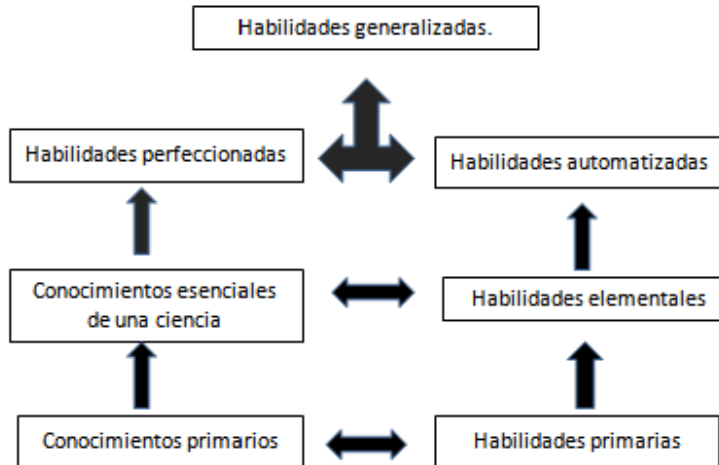 Habilidades generalizadas.
Habilidades perfeccionadas
Habilidades automatizadas
Conocimientos esenciales
de una ciencia
Habilidades elementales
Conocimientos primarios
Habilidades primarias